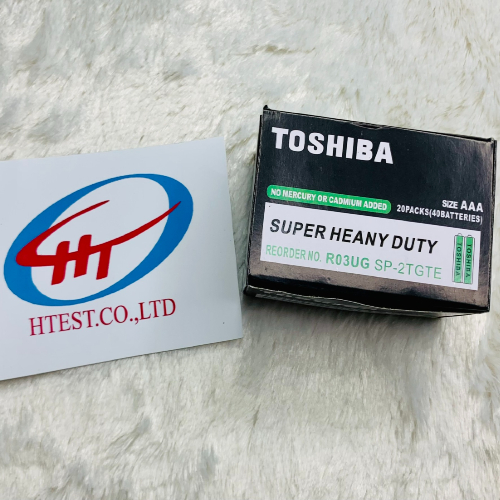 TOSHIBA
NO MERCURY OR CADMIUM ADDED
SIZE AAA
20PACKS(40BATTERIES)
SUPER HEANY DUTY
REORDER NO. R03UG SP-2TGTE
TOSHIBA
TOSHIBA
HT
HTEST.CO.,LTD